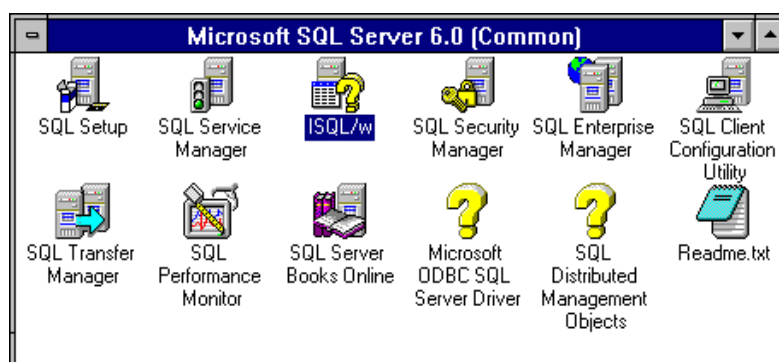 Microsoft SQL Server 6.0 (Common)
SQL Setup
SQL Service
Manager
ISQL/w
SQL Security
Manager
SQL Enterprise
Manager
SQL Client
Configuration
Utility
SQL Transfer
Manager
SQL
Performance
Monitor
SQL Server
Books Online
Microsoft
ODBC SQL
Server Driver
SQL
Distributed
Management
Objects
Readme.txt